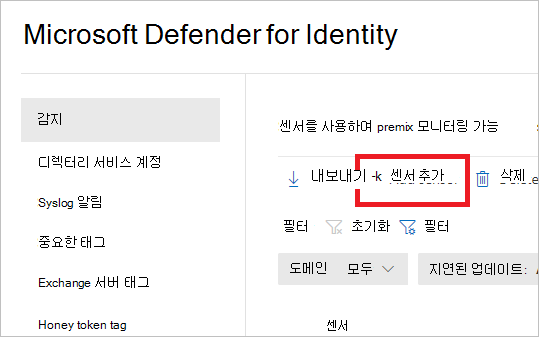 Microsoft Defender for Identity
감지
디렉터리 서비스 계정
Syslog 알림
중요한 태그
Exchange 서버 태그
Honey token tag
센서를 사용하며 premix 모니터링 가능
내보내기 -k 센서 추가 삭제
필터 초기화 필터
도메인 모두 지연된 업데이트:
센서